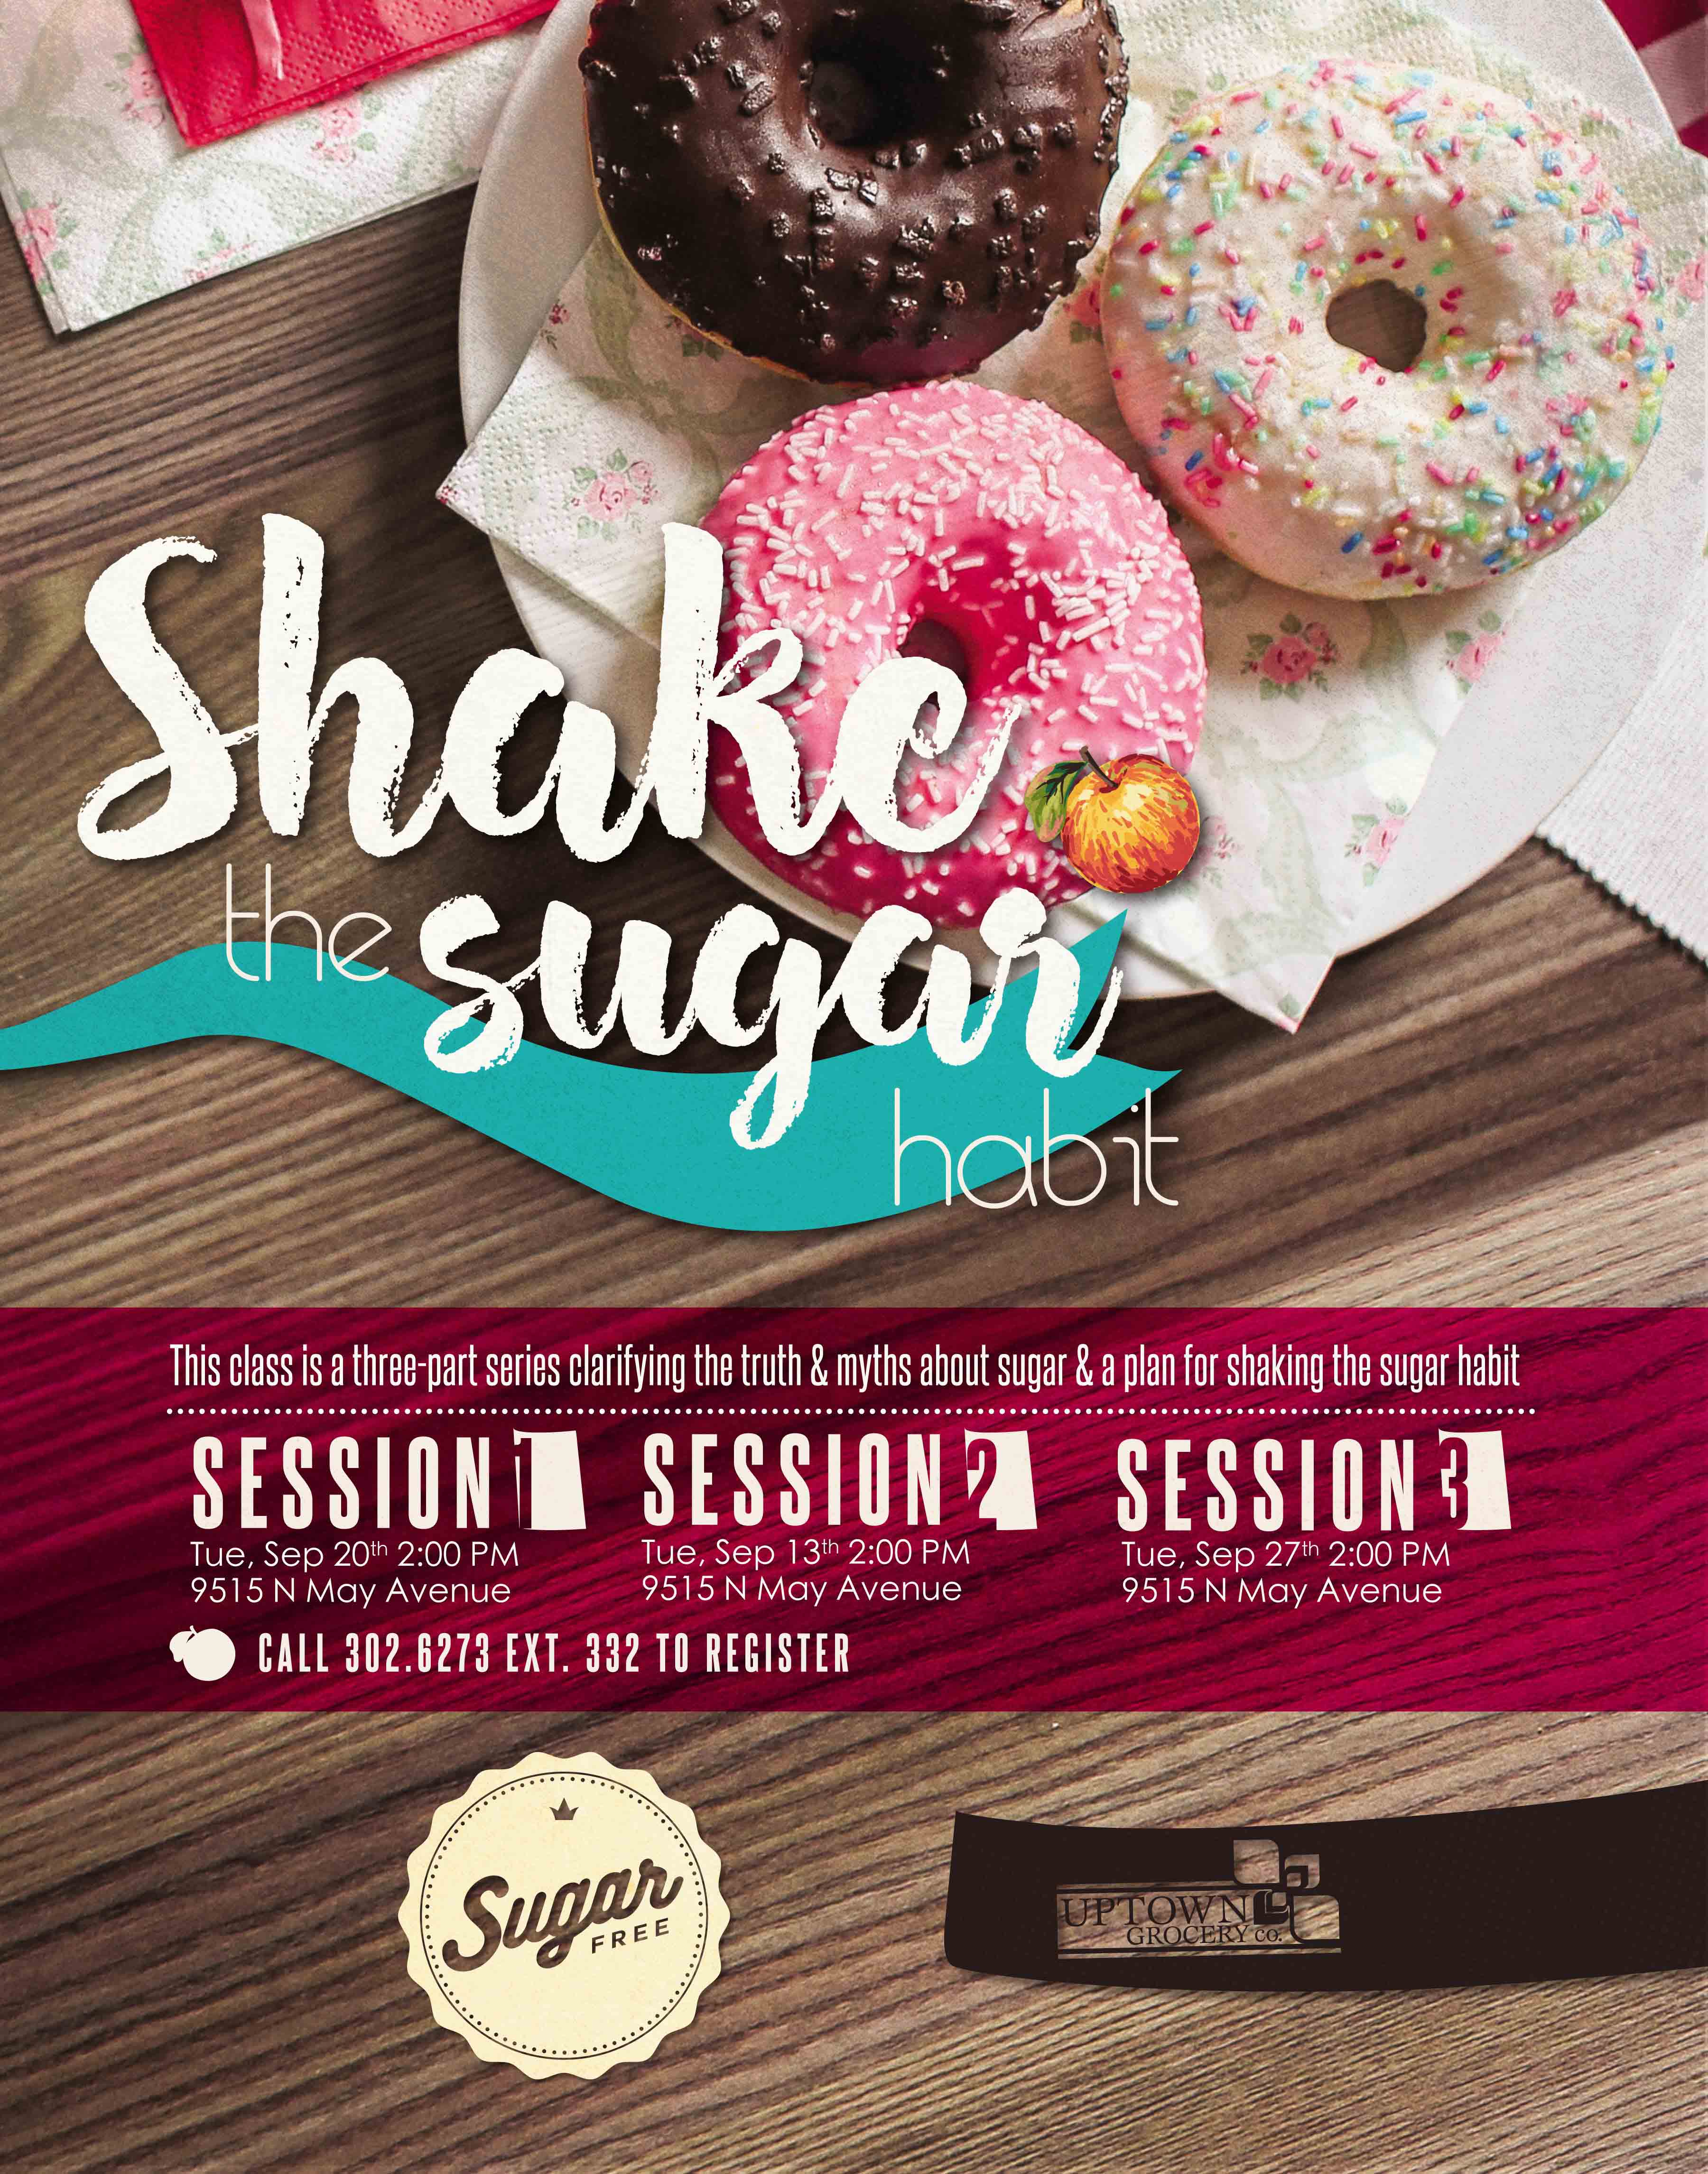 Shake
the sugar
habit
This class is a three-part series clarifying the truth & myths about sugar & a plan for shaking the sugar habit
SESSION 1
Tue, Sep 20th 2:00 PM
9515 N May Avenue
SESSION 2
Tue, Sep 13th 2:00 PM
9515 N May Avenue
SESSION 3
Tue, Sep 27th 2:00 PM
9515 N May Avenue
CALL 302.6273 EXT. 332 TO REGISTER
Sugar
FREE
UPTOWN
GROCERY CO.